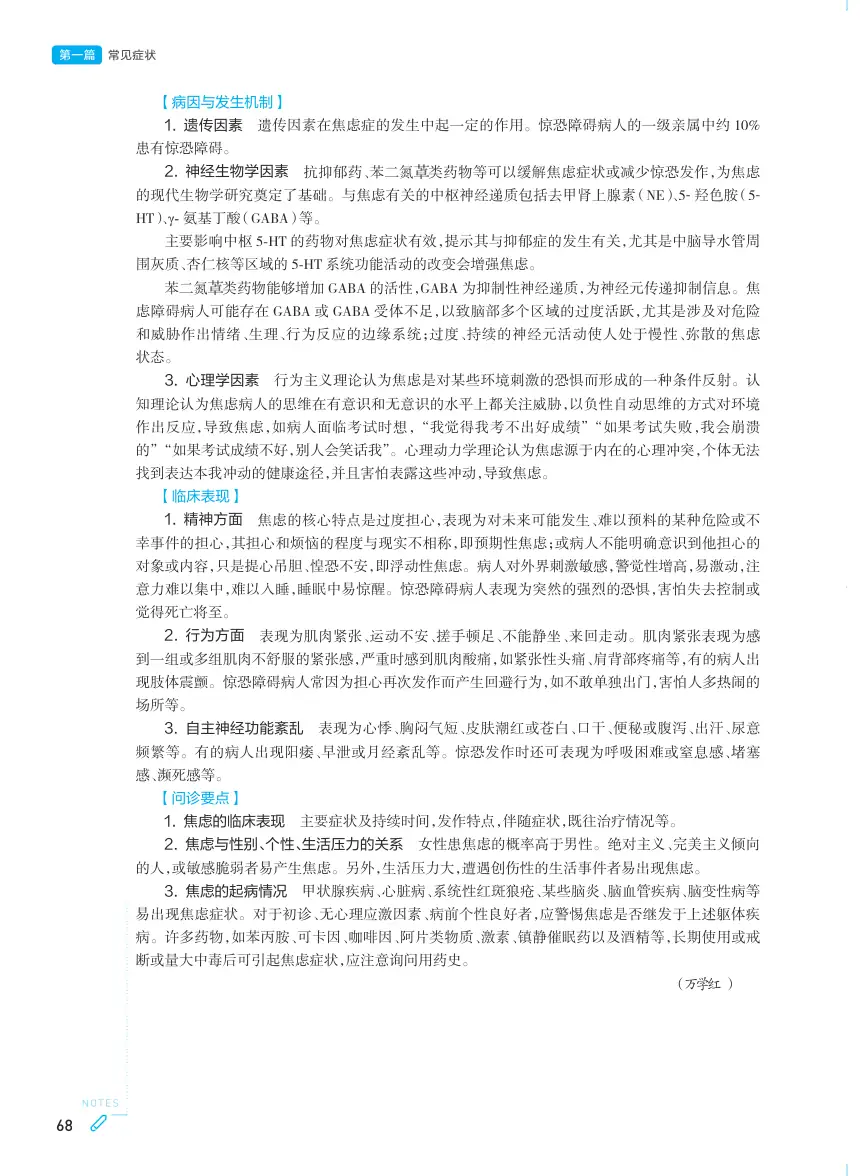 第一篇 常见症状
【病因与发生机制】
1. 遗传因素 遗传因素在焦虑症的发生中起一定的作用。惊恐障碍病人的一级亲属中约 10%
患有惊恐障碍。
2. 神经生物学因素 抗抑郁药、苯二氮䓬类药物等可以缓解焦虑症状或减少惊恐发作,为焦虑
的现代生物学研究奠定了基础。与焦虑有关的中枢神经递质包括去甲肾上腺素(NE)、5- 羟色胺(5-
HT)、γ- 氨基丁酸(GABA)等。
主要影响中枢 5-HT 的药物对焦虑症状有效,提示其与抑郁症的发生有关,尤其是中脑导水管周
围灰质、杏仁核等区域的 5-HT 系统功能活动的改变会增强焦虑。
苯二氮䓬类药物能够增加 GABA 的活性,GABA 为抑制性神经递质,为神经元传递抑制信息。焦
虑障碍病人可能存在 GABA 或 GABA 受体不足,以致脑部多个区域的过度活跃,尤其是涉及对危险
和威胁作出情绪、生理、行为反应的边缘系统;过度、持续的神经元活动使人处于慢性、弥散的焦虑
状态。
3. 心理学因素 行为主义理论认为焦虑是对某些环境刺激的恐惧而形成的一种条件反射。认
知理论认为焦虑病人的思维在有意识和无意识的水平上都关注威胁,以负性自动思维的方式对环境
作出反应,导致焦虑,如病人面临考试时想,“我觉得我考不出好成绩”“如果考试失败,我会崩溃
的”“如果考试成绩不好,别人会笑话我”。心理动力学理论认为焦虑源于内在的心理冲突,个体无法
找到表达本我冲动的健康途径,并且害怕表露这些冲动,导致焦虑。
【临床表现】
1. 精神方面 焦虑的核心特点是过度担心,表现为对未来可能发生、难以预料的某种危险或不
幸事件的担心,其担心和烦恼的程度与现实不相称,即预期性焦虑;或病人不能明确意识到他担心的
对象或内容,只是提心吊胆、惶恐不安,即浮动性焦虑。病人对外界刺激敏感,警觉性增高,易激动,注
意力难以集中,难以入睡,睡眠中易惊醒。惊恐障碍病人表现为突然的强烈的恐惧,害怕失去控制或
觉得死亡将至。
2. 行为方面 表现为肌肉紧张、运动不安、搓手顿足、不能静坐、来回走动。肌肉紧张表现为感
到一组或多组肌肉不舒服的紧张感,严重时感到肌肉酸痛,如紧张性头痛、肩背部疼痛等,有的病人出
现肢体震颤。惊恐障碍病人常因为担心再次发作而产生回避行为,如不敢单独出门,害怕人多热闹的
场所等。
3. 自主神经功能紊乱 表现为心悸、胸闷气短、皮肤潮红或苍白、口干、便秘或腹泻、出汗、尿意
频繁等。有的病人出现阳痿、早泄或月经紊乱等。惊恐发作时还可表现为呼吸困难或窒息感、堵塞
感、濒死感等。
【问诊要点】
1. 焦虑的临床表现 主要症状及持续时间,发作特点,伴随症状,既往治疗情况等。
2. 焦虑与性别、个性、生活压力的关系 女性患焦虑的概率高于男性。绝对主义、完美主义倾向
的人,或敏感脆弱者易产生焦虑。另外,生活压力大,遭遇创伤性的生活事件者易出现焦虑。
3. 焦虑的起病情况 甲状腺疾病、心脏病、系统性红斑狼疮、某些脑炎、脑血管疾病、脑变性病等
易出现焦虑症状。对于初诊、无心理应激因素、病前个性良好者,应警惕焦虑是否继发于上述躯体疾
病。许多药物,如苯丙胺、可卡因、咖啡因、阿片类物质、激素、镇静催眠药以及酒精等,长期使用或戒
断或量大中毒后可引起焦虑症状,应注意询问用药史。
(万学红)
NOTES
68